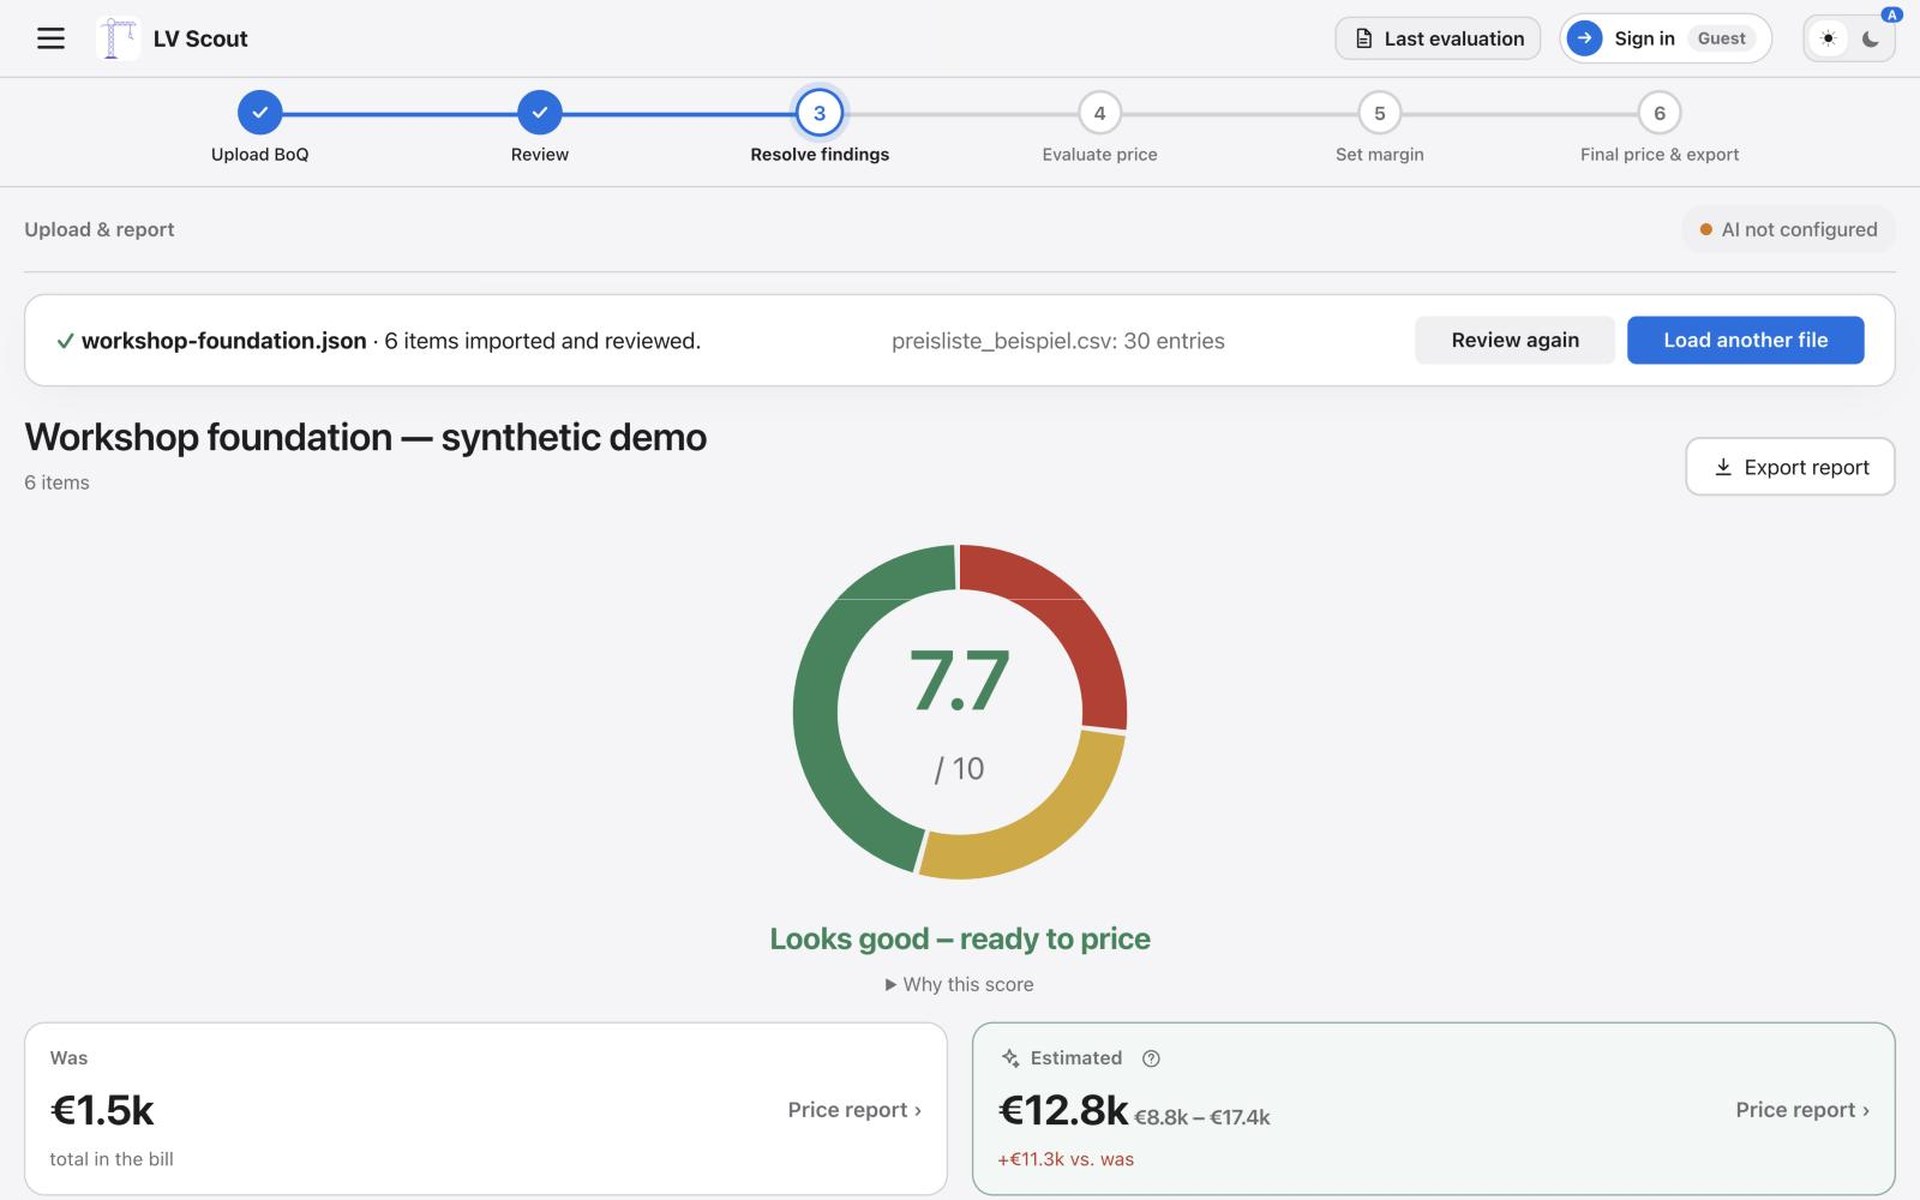 LV Scout
Last evaluation
Sign in Guest
A
3
4
5
6
Upload BoQ
Review
Resolve findings
Evaluate price
Set margin
Final price & export
Upload & report
AI not configured
workshop-foundation.json · 6 items imported and reviewed.
preisliste_beispiel.csv: 30 entries
Review again
Load another file
Workshop foundation — synthetic demo
6 items
Export report
7.7
/ 10
Looks good – ready to price
Why this score
Was
€1.5k
Price report ›
total in the bill
Estimated
€12.8k €8.8k – €17.4k
Price report ›
+€11.3k vs. was